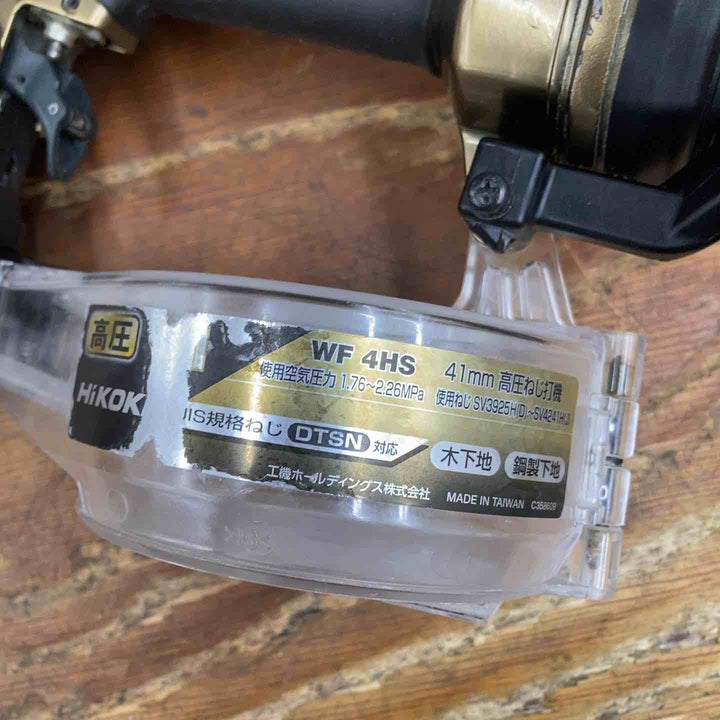 高圧
HiKOK
WF 4HS
41mm 高圧ねじ打機
使用空気圧力 1.76～2.26MPa
使用ねじ SV3925H(D)～SV4241H(J)
JIS規格ねじ DTSN 対応
木下地
鋼製下地
工機ホールディングス株式会社
MADE IN TAIWAN
C358609